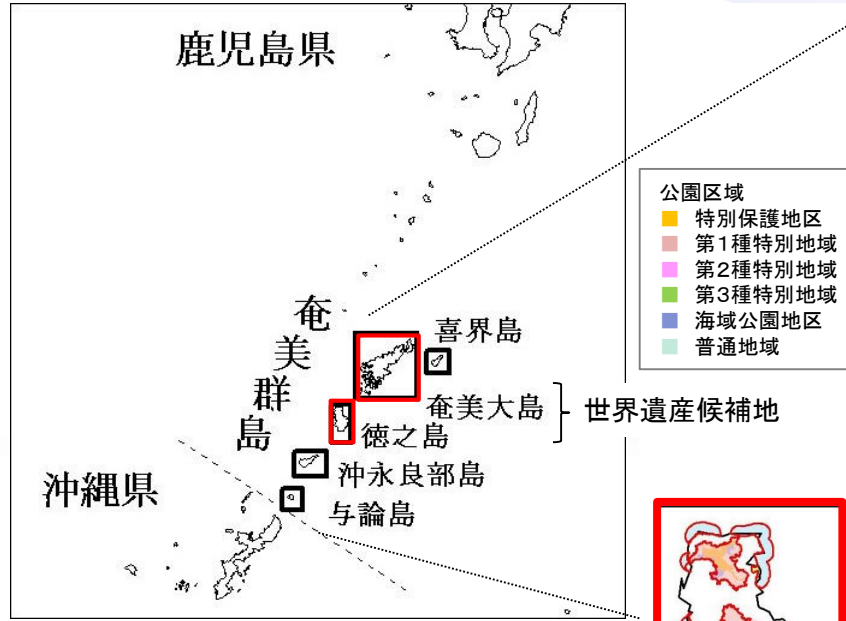 鹿児島県
奄美群島
喜界島
奄美大島
徳之島
世界遺産候補地
沖永良部島
与論島
沖縄県
公園区域
特別保護地区
第1種特別地域
第2種特別地域
第3種特別地域
海域公園地区
普通地域